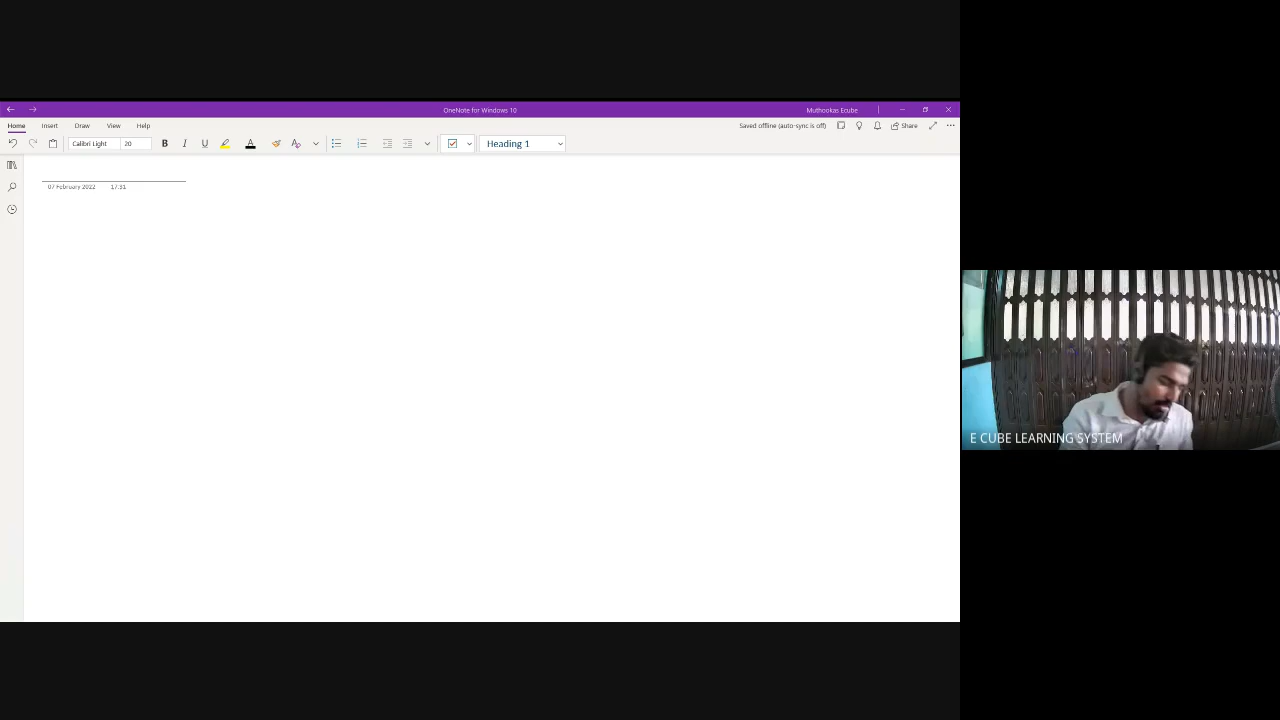 OneNote for Windows 10
Muthookas Ecube
Home Insert Draw View Help
Saved offline (auto-sync is off) Share
Calibri Light 20 B I U A Heading 1
07 February 2022 17:31
E CUBE LEARNING SYSTEM